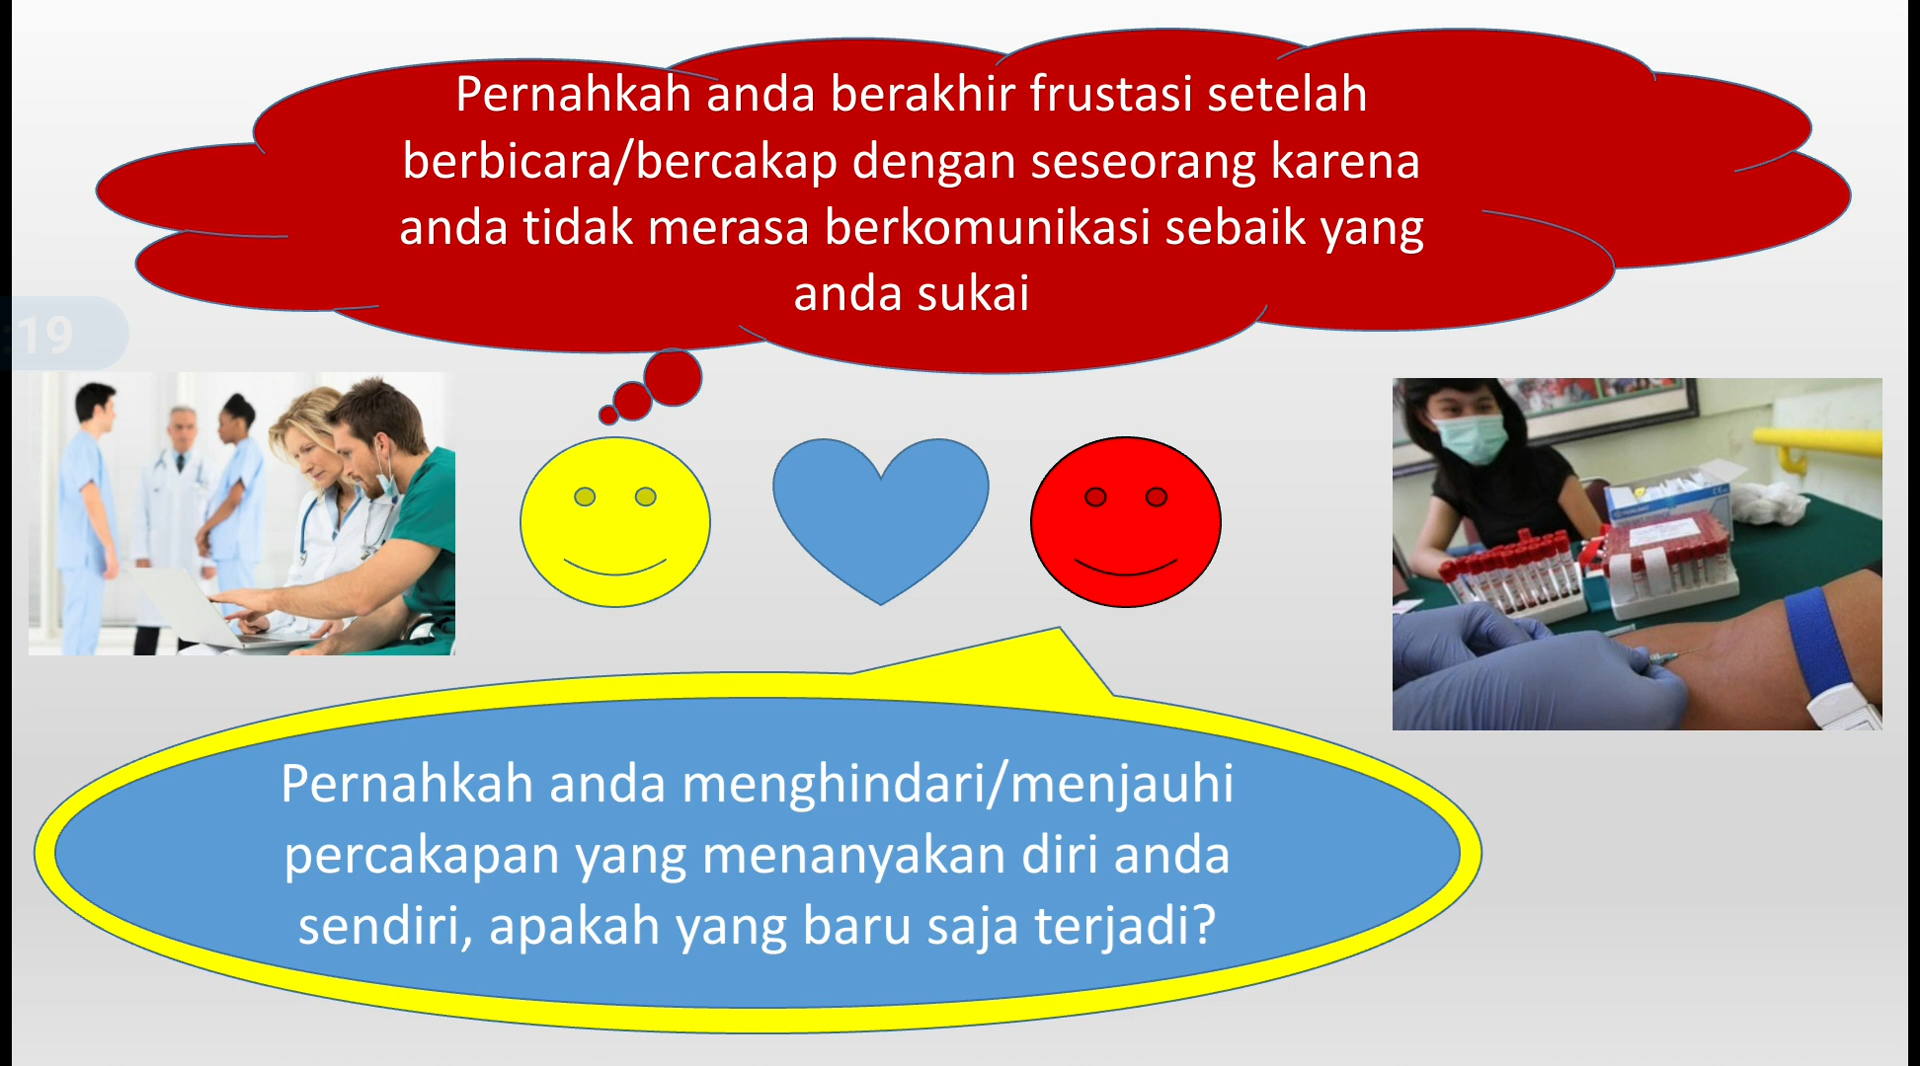 Pernahkah anda berakhir frustasi setelah
berbicara/bercakap dengan seseorang karena
anda tidak merasa berkomunikasi sebaik yang
anda sukai
:19
Pernahkah anda menghindari/menjauhi
percakapan yang menanyakan diri anda
sendiri, apakah yang baru saja terjadi?